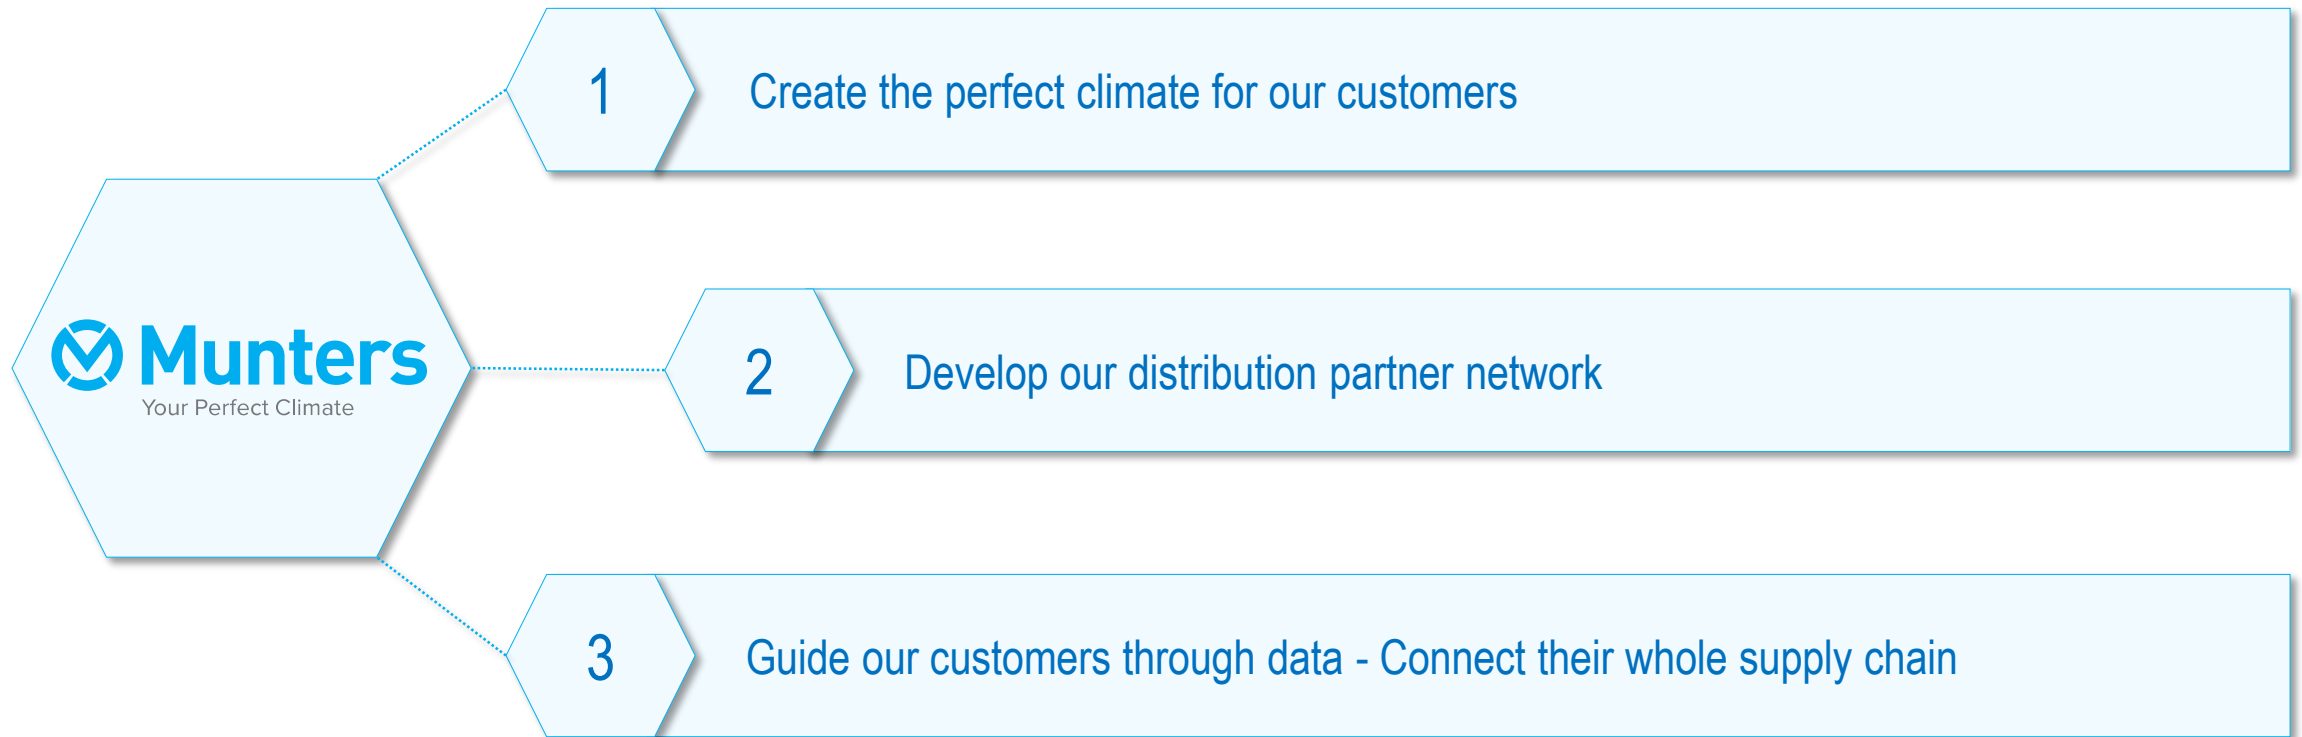 1
Create the perfect climate for our customers
Munters
Your Perfect Climate
2
Develop our distribution partner network
3
Guide our customers through data - Connect their whole supply chain